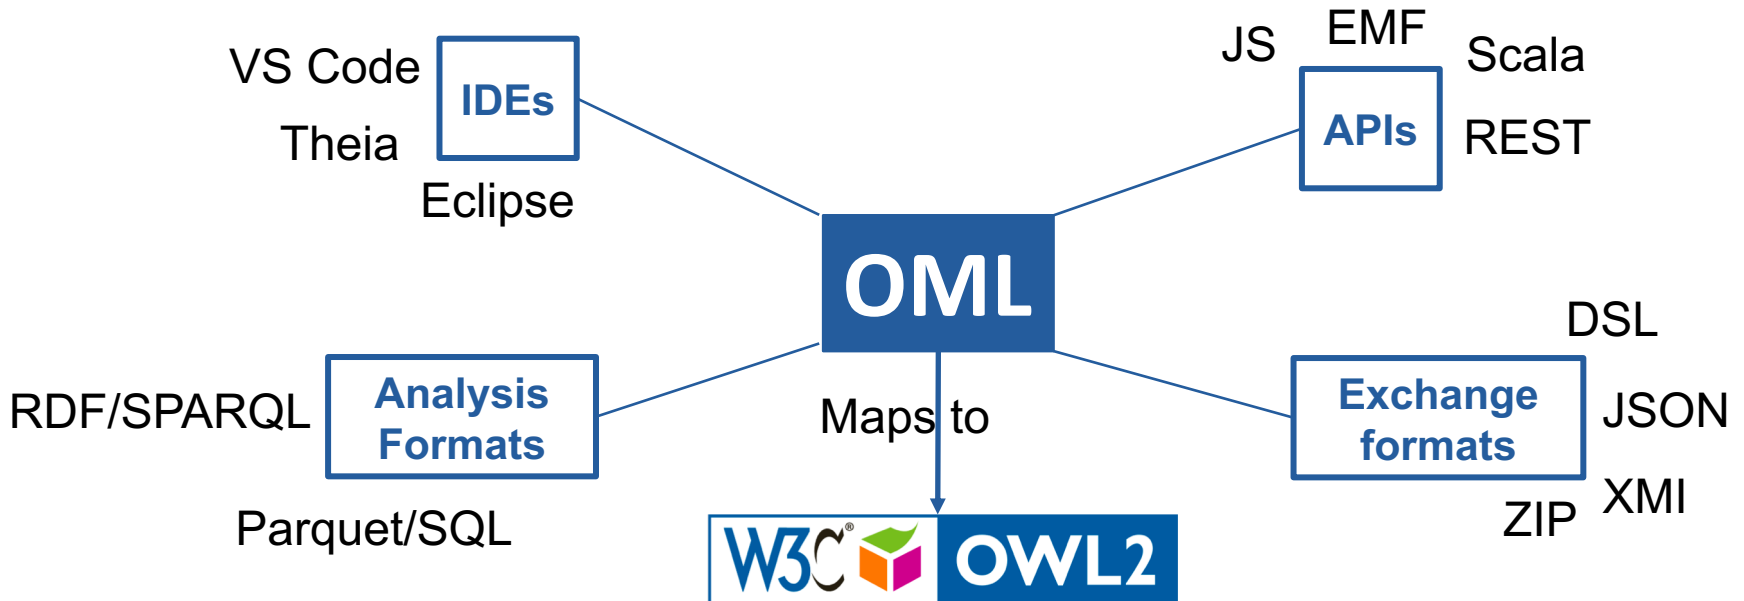 VS Code
IDEs
Theia
Eclipse
JS
EMF
Scala
APIs
REST
OML
RDF/SPARQL
Analysis
Formats
Parquet/SQL
Maps to
DSL
Exchange
formats
JSON
XMI
ZIP
W3C®
OWL2